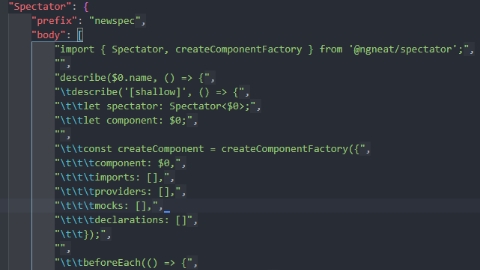 "Spectator": {
"prefix": "newspec",
"body": [
"import { Spectator, createComponentFactory } from '@ngneat/spectator';",
"",
"describe($0.name, () => {",
"\tdescribe('[shallow]', () => {",
"\t\tlet spectator: Spectator<$0>;",
"\t\tlet component: $0;",
"",
"\t\tconst createComponent = createComponentFactory({",
"\t\t\tcomponent: $0,",
"\t\t\timports: [],",
"\t\t\tproviders: [],",
"\t\t\tmocks: [],",
"\t\t\tdeclarations: []",
"\t\t});",
"",
"\t\tbeforeEach(() => {",